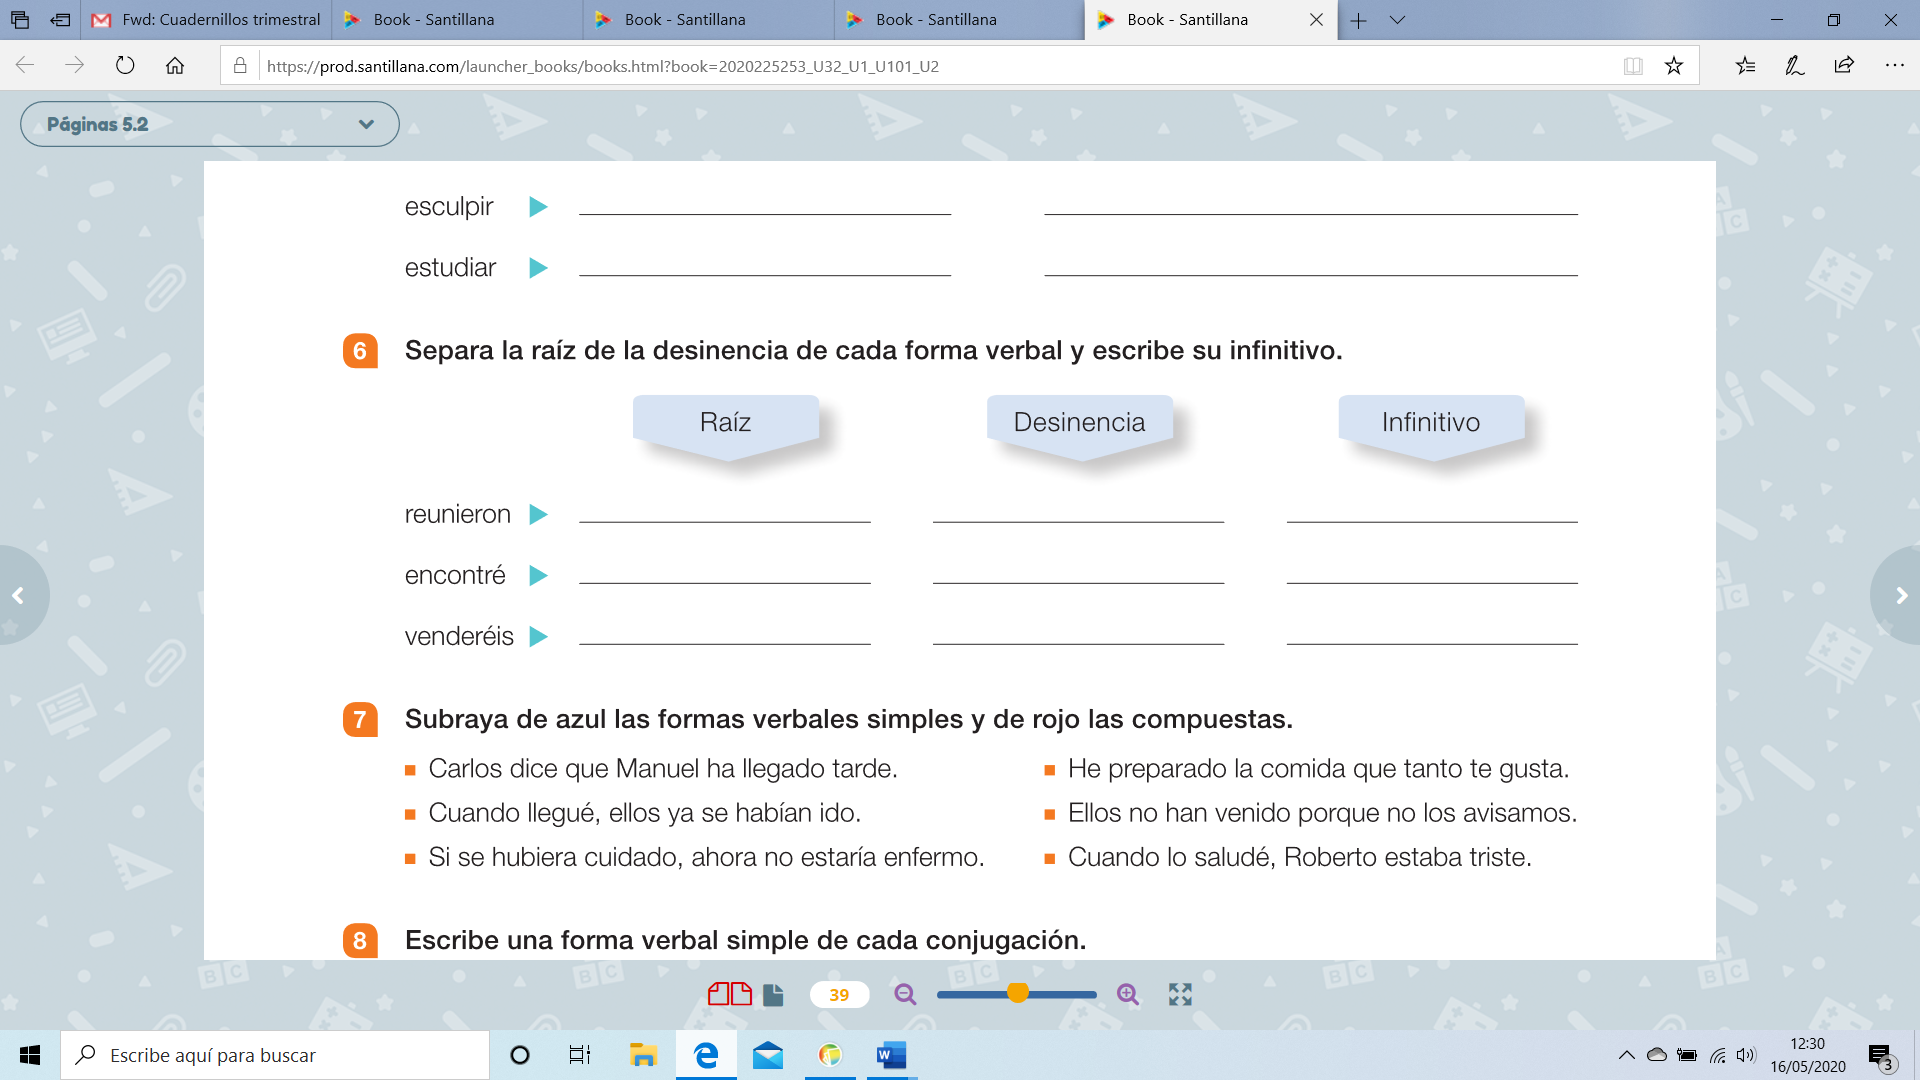 Fwd: Cuadernillos trimestral
Book - Santillana
Book - Santillana
Book - Santillana
Book - Santillana
https://prod.santillana.com/launcher_books/books.html?book=2020225253_U32_U1_U101_U2
Páginas 5.2
esculpir
estudiar
6 Separa la raíz de la desinencia de cada forma verbal y escribe su infinitivo.
Raíz Desinencia Infinitivo
reunieron
encontré
venderéis
7 Subraya de azul las formas verbales simples y de rojo las compuestas.
Carlos dice que Manuel ha llegado tarde.
Cuando llegué, ellos ya se habían ido.
Si se hubiera cuidado, ahora no estaría enfermo.
He preparado la comida que tanto te gusta.
Ellos no han venido porque no los avisamos.
Cuando lo saludé, Roberto estaba triste.
8 Escribe una forma verbal simple de cada conjugación.
39
Escribe aquí para buscar
12:30
16/05/2020
3